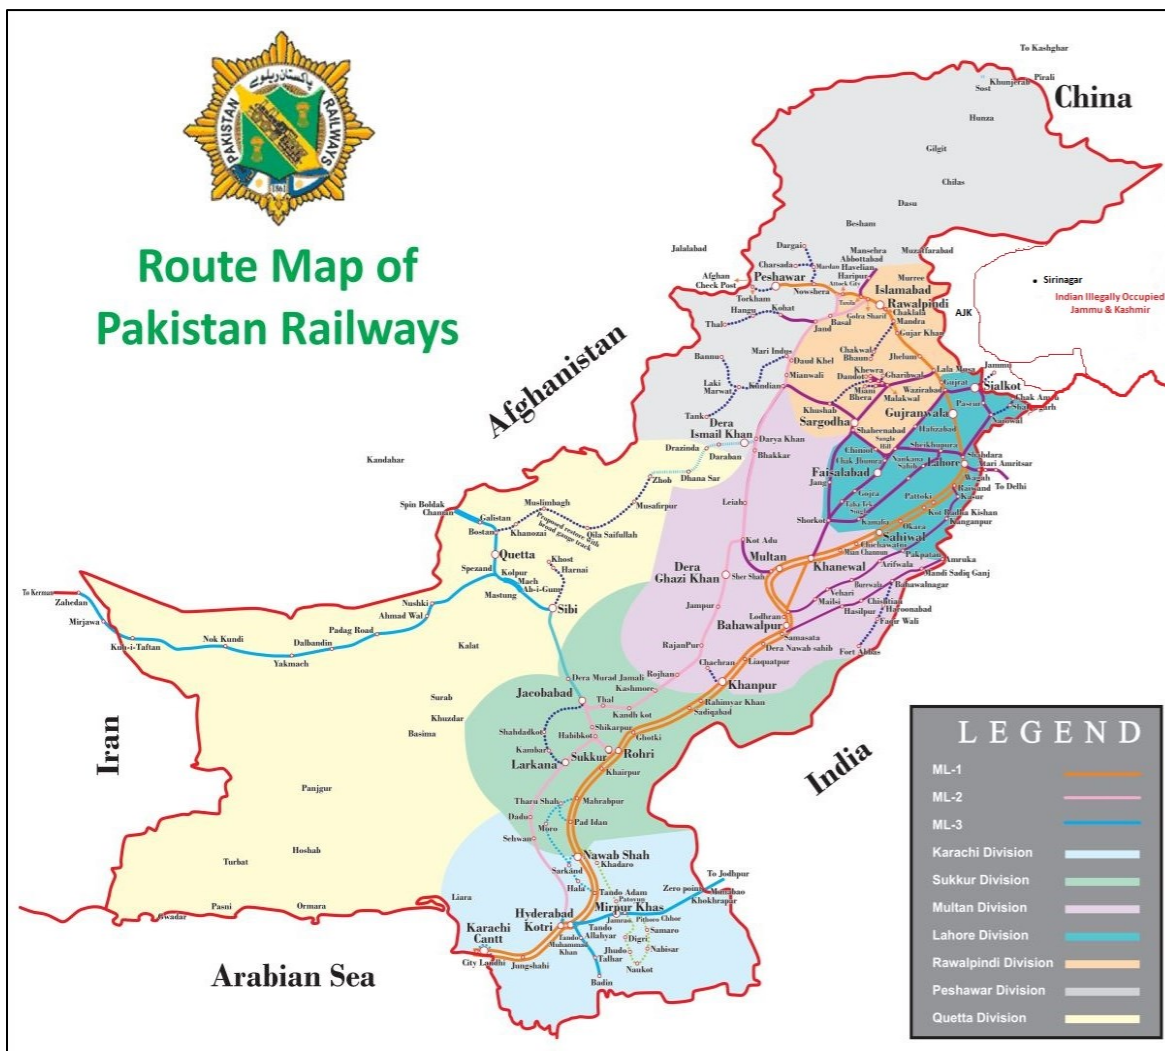 پاکستان ریلویے
PAKISTAN
RAILWAYS
1861
Route Map of
Pakistan Railways
To Kashghar
Khunjerab
Pirali
Sost
China
Hunza
Gilgit
Chilas
Dasu
Besham
Jalalabad
Dargai
Mansehra
Muzaffarabad
Abbottabad
Charsada
Mardan
Havelian
Afghan
Check Post
Peshawar
Haripur
Murree
Attock City
Nowshera
Islamabad
Torkham
Taxila
Rawalpindi
Hangu
Kohat
Golra Sharif
Chaklala
Thal
Jand
Basal
Mandra
AJK
Sirinagar
Indian Illegally Occupied
Jammu & Kashmir
Gujar Khan
Afghanistan
Bannu
Mari Indus
Chakwal
Bhaun
Daud Khel
Jhelum
Mianwali
Khewra
Gharibwal
Lala Musa
Jammu
Laki
Marwat
Kundian
Dandot
Miani
Bhera
Malakwal
Wazirabad
Gujrat
Sialkot
Tank
Khushab
Pasrur
Chak Amru
Shakargarh
Dera
Ismail Khan
Sargodha
Gujranwala
Narowal
Darya Khan
Shaheenabad
Hafizabad
Drazinda
Darahan
Bhakkar
Sangla
Hill
Chiniot
Sheikhupura
Shahdara
Kandahar
Zhob
Dhana Sar
Chak Jhumra
Nankana
Sahib
Lahore
Atari Amritsar
Faisalabad
Jang
Wagah
To Delhi
Spin Boldak
Chaman
Muslimbagh
Musafirpur
Leiah
Gojra
Raiwand
Kasur
Galistan
Toba Tek
Singh
Pattoki
Kot Radha Kishan
Bostan
Khanozai
Proposed restore with
broad gauge track
Qila Saifullah
Shorkot
Kamalia
Okara
Ganganpur
Sahiwal
Kot Adu
Chichawatni
Quetta
Khost
Multan
Mian Channun
Pakpatan
Harnai
Khanewal
Arifwala
Amruka
Spezand
Kolpur
Dera
Ghazi Khan
Sher Shah
Mandi Sadiq Ganj
To Kerman
Mach
Ab-i-Gum
Burewala
Bahawalnagar
Zahedan
Mastung
Vehari
Nushki
Sibi
Jampur
Mailsi
Chishtian
Mirjawa
Ahmad Wal
Lodhran
Hasilpur
Haroonabad
Padag Road
Bahawalpur
Faqir Wali
Nok Kundi
Dalbandin
Samasata
Kuh-i-Taftan
Kalat
RajanPur
Dera Nawab sahib
Fort Abbas
Yakmach
Liaquatpur
Chachran
Rojhan
Dera Murad Jamali
Khanpur
Kashmore
Surab
Jacobabad
Thal
Rahimyar Khan
Kandh kot
Sadiqabad
Khuzdar
Shikarpur
Iran
Basima
Shahdadkot
Habibkot
Ghotki
Kambar
Sukkur
Rohri
Larkana
India
Khairpur
Panjgur
Tharu Shah
Mahrabpur
Dadu
Pad Idan
Moro
Sehwan
Hoshab
Turbat
Nawab Shah
Khadaro
Sarkand
To Jodhpur
Hala
Tando Adam
Zero point
Munabao
Liara
Khokhrapar
Pasni
Ormara
Mirpur Khas
Gwadar
Hyderabad
Jamrao
Pithoro
Chhor
Karachi
Cantt
Kotri
Tando
Allahyar
Samaro
Digri
Tando
Muhammad
Khan
Jhudo
Nabisar
City
Landhi
Jungshahi
Talhar
Naukot
Arabian Sea
Badin
LEGEND
ML-1
ML-2
ML-3
Karachi Division
Sukkur Division
Multan Division
Lahore Division
Rawalpindi Division
Peshawar Division
Quetta Division